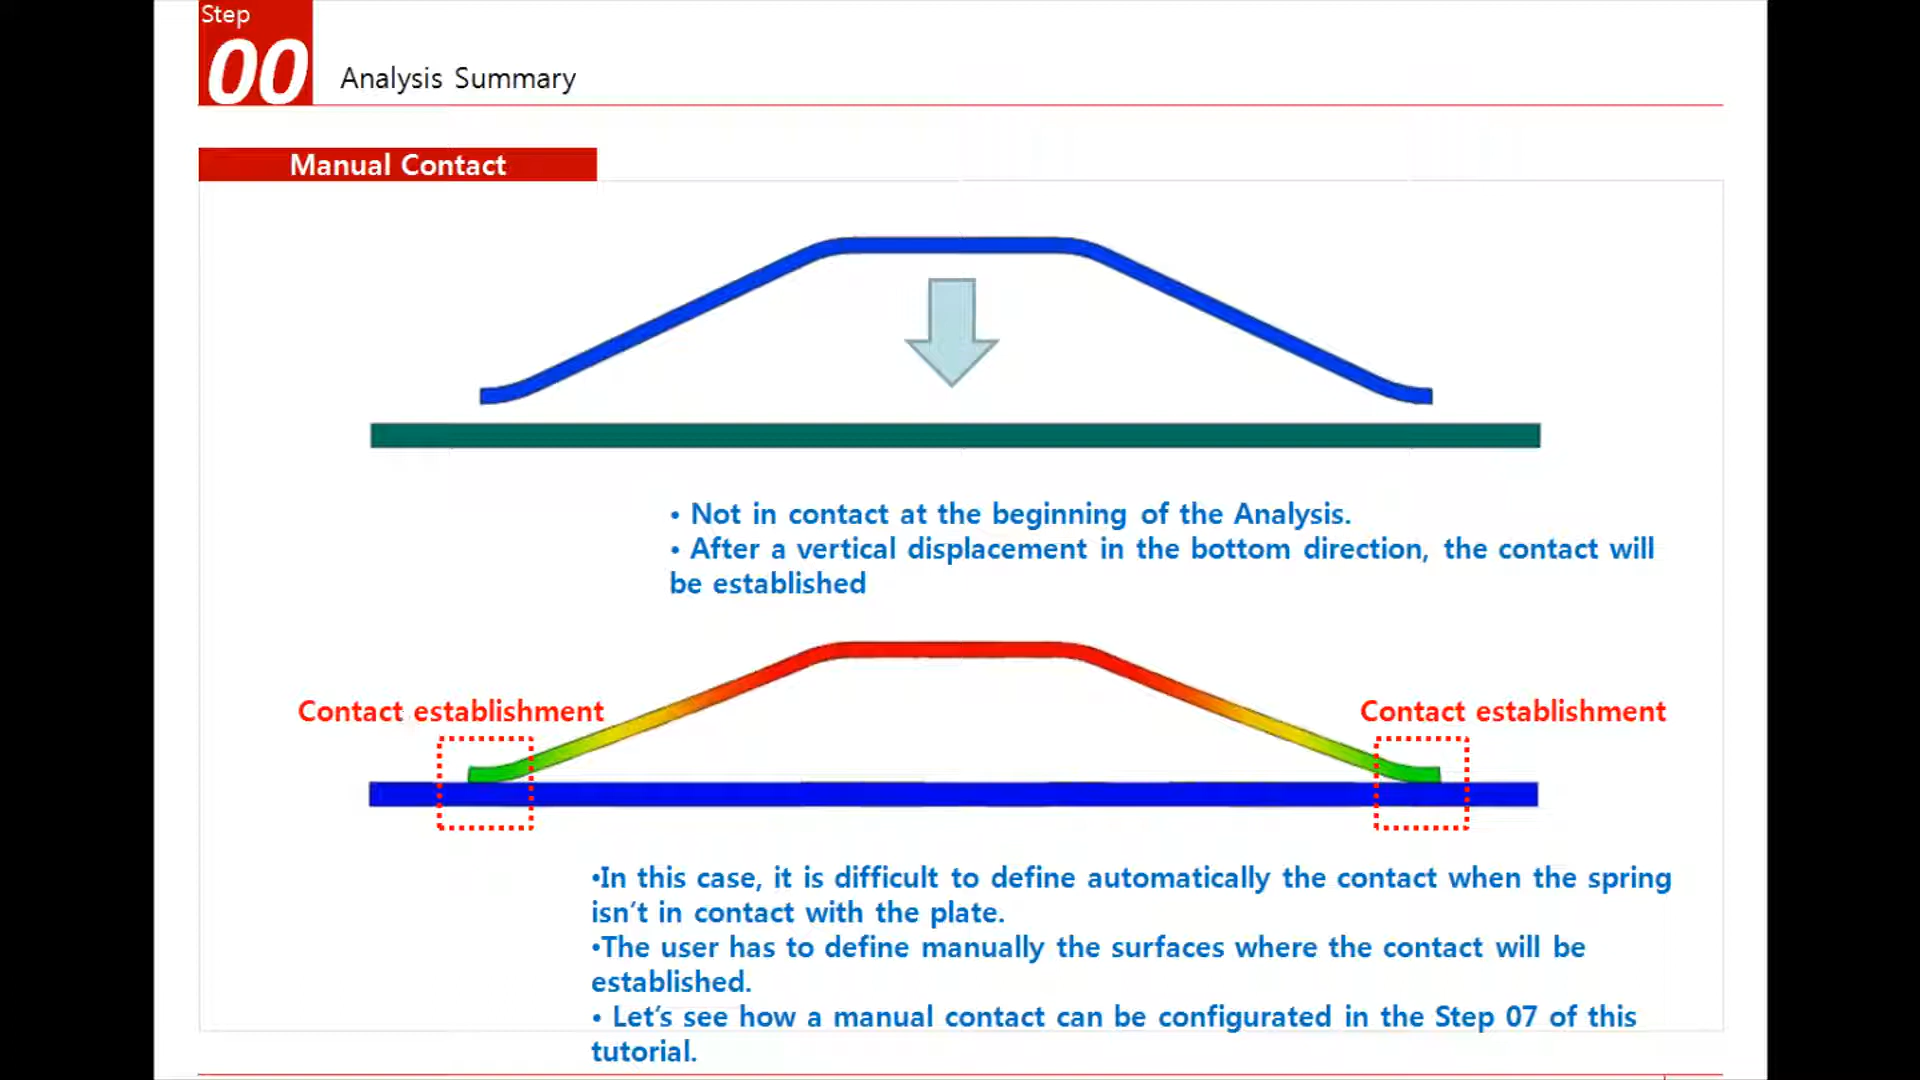 Step
00
Analysis Summary
Manual Contact
• Not in contact at the beginning of the Analysis.
• After a vertical displacement in the bottom direction, the contact will
be established
Contact establishment
Contact establishment
•In this case, it is difficult to define automatically the contact when the spring
isn’t in contact with the plate.
•The user has to define manually the surfaces where the contact will be
established.
• Let’s see how a manual contact can be configurated in the Step 07 of this
tutorial.